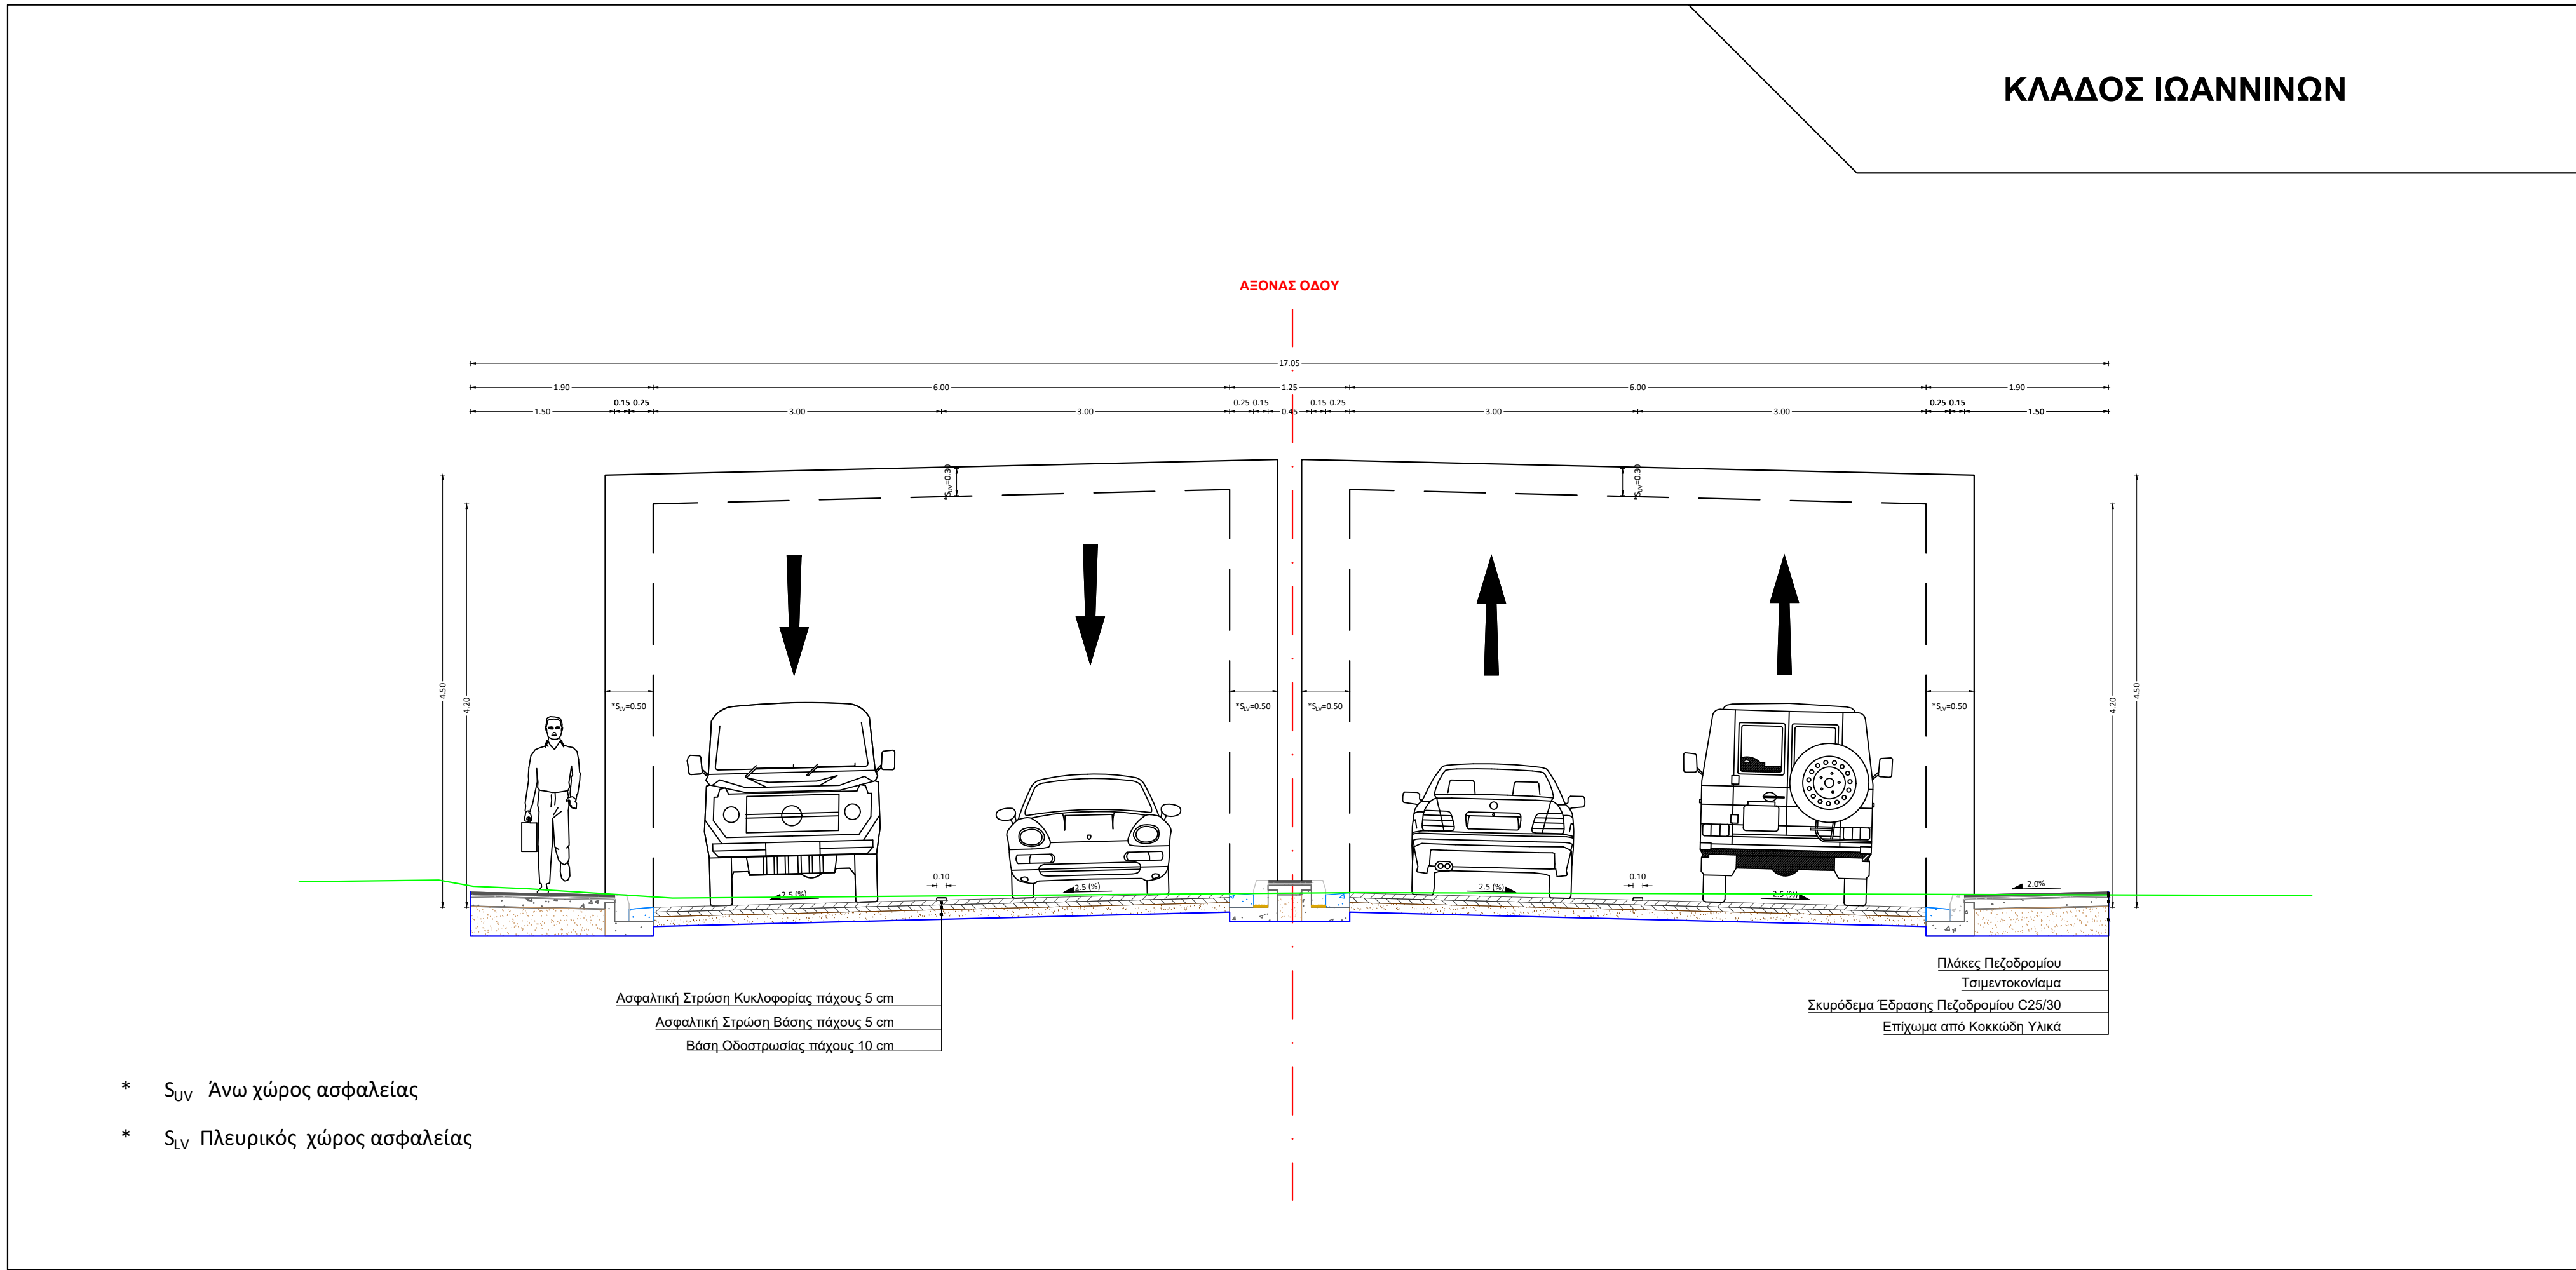 ΚΛΑΔΟΣ ΙΩΑΝΝΙΝΩΝ
ΑΞΟΝΑΣ ΟΔΟΥ
17.05
1.90 6.00 1.25 6.00 1.90
1.50 0.15 0.25 3.00 3.00 0.25 0.15 0.45 0.15 0.25 3.00 3.00 0.25 0.15 1.50
*SUV=0.30 *SUV=0.30
4.50 4.20 4.20 4.50
*SLV=0.50 *SLV=0.50 *SLV=0.50 *SLV=0.50
0.10 0.10
2.5 (%) 2.5 (%) 2.5 (%) 2.5 (%) 2.0%
Πλάκες Πεζοδρομίου
Τσιμεντοκονίαμα
Σκυρόδεμα Έδρασης Πεζοδρομίου C25/30
Επίχωμα από Κοκκώδη Υλικά
Ασφαλτική Στρώση Κυκλοφορίας πάχους 5 cm
Ασφαλτική Στρώση Βάσης πάχους 5 cm
Βάση Οδοστρωσίας πάχους 10 cm
* SUV Άνω χώρος ασφαλείας
* SLV Πλευρικός χώρος ασφαλείας